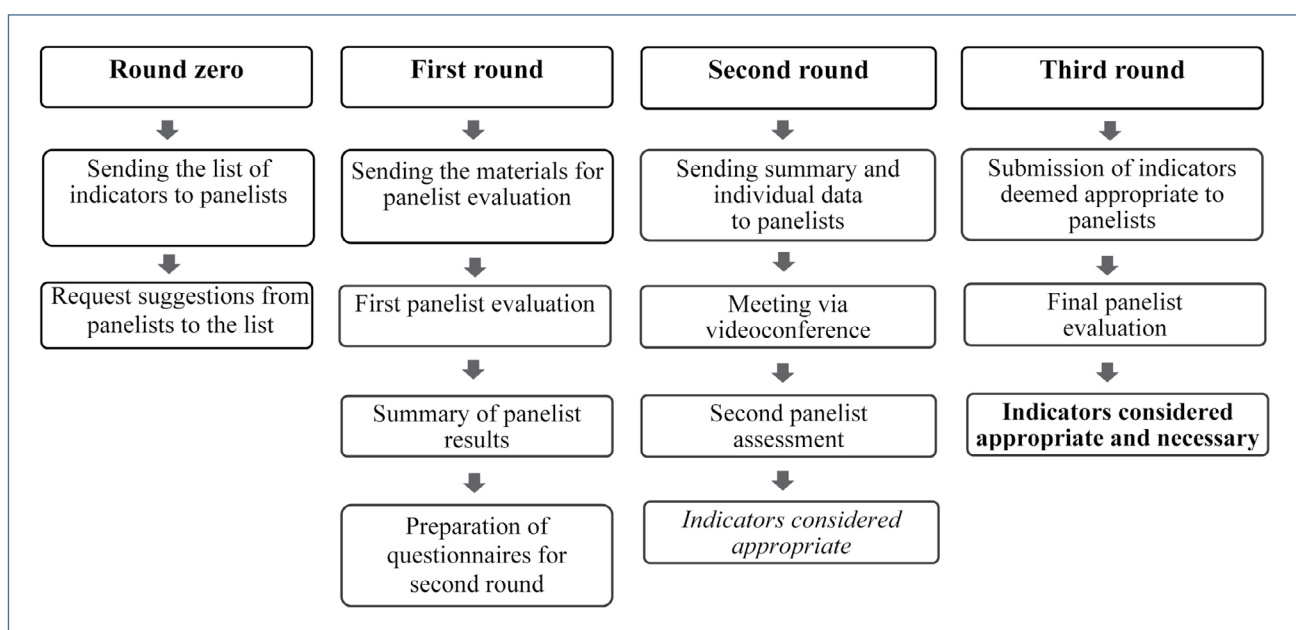 Round zero
Sending the list of
indicators to panelists
Request suggestions from
panelists to the list
First round
Sending the materials for
panelist evaluation
First panelist evaluation
Summary of panelist
results
Preparation of
questionnaires for
second round
Second round
Sending summary and
individual data
to panelists
Meeting via
videoconference
Second panelist
assessment
Indicators considered
appropriate
Third round
Submission of indicators
deemed appropriate to
panelists
Final panelist
evaluation
Indicators considered
appropriate and necessary